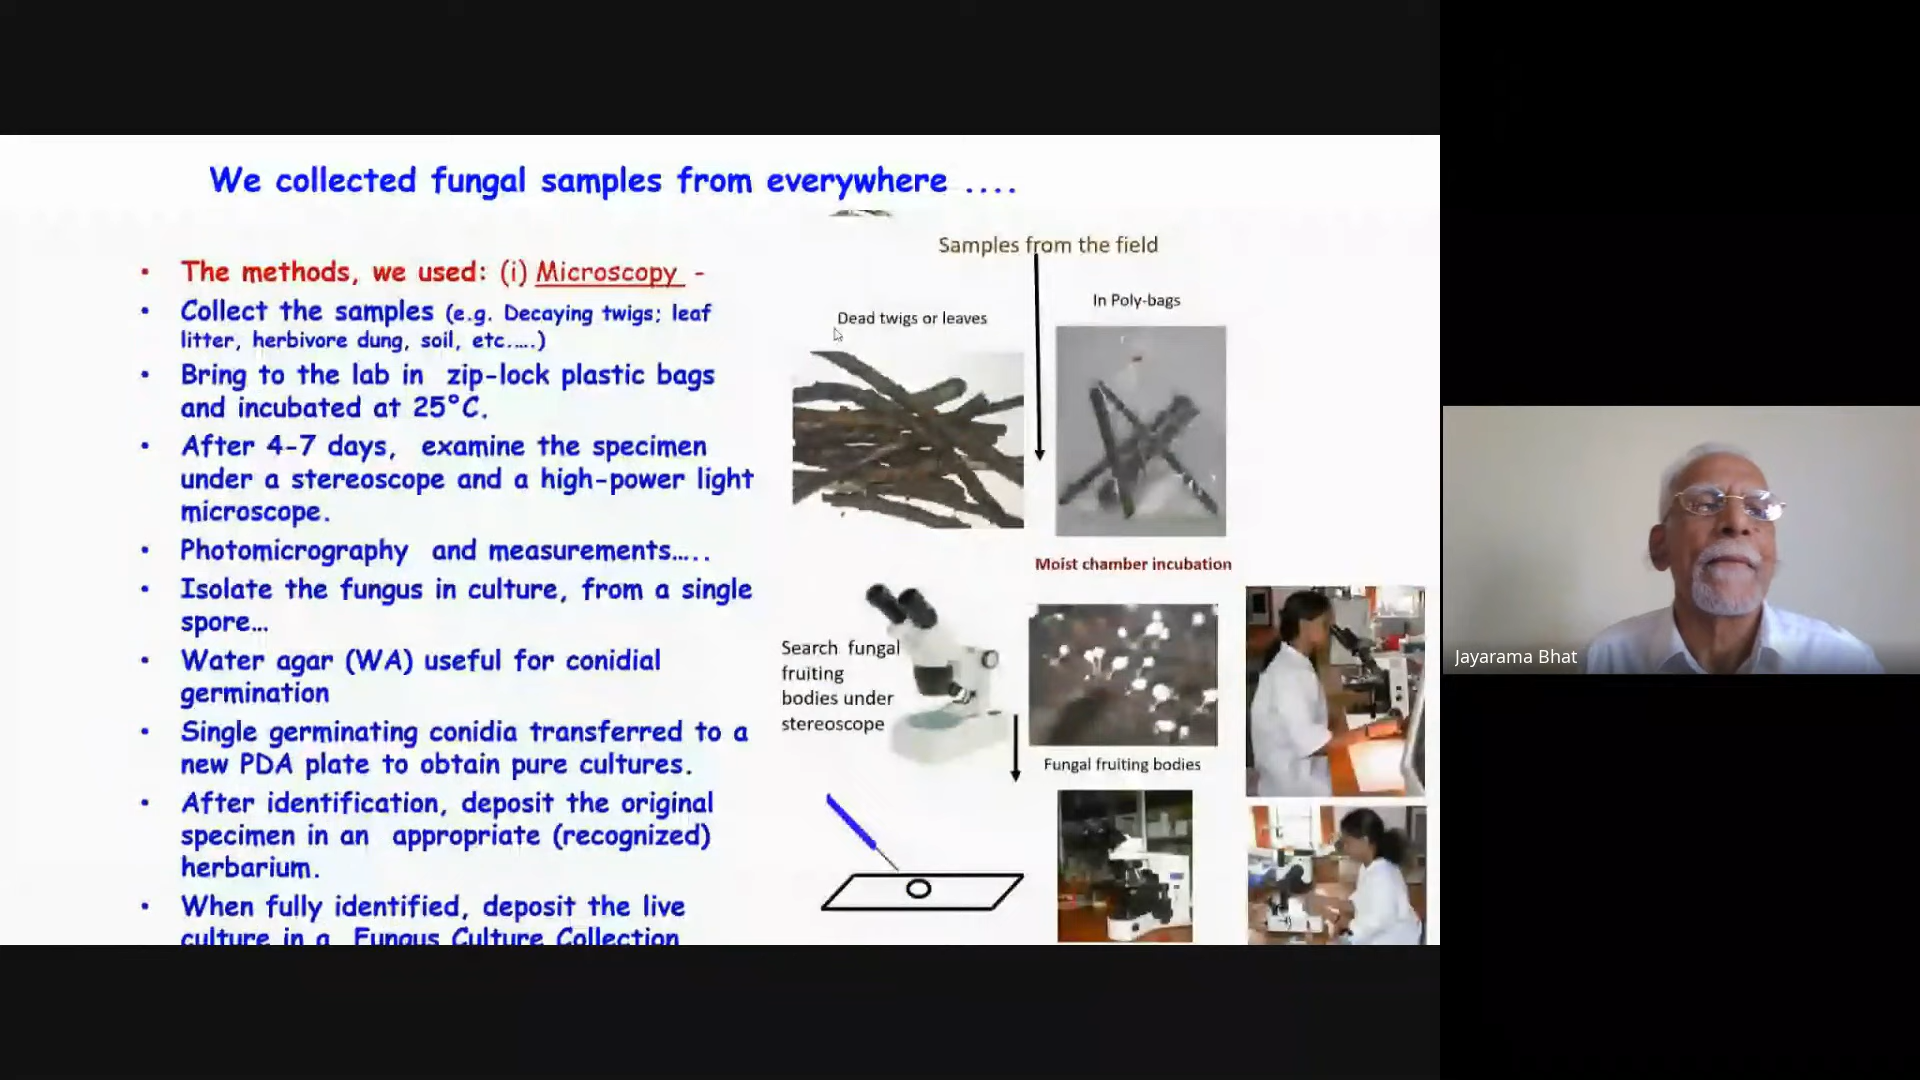 We collected fungal samples from everywhere ....
• The methods, we used: (i) Microscopy -
• Collect the samples (e.g. Decaying twigs; leaf
litter, herbivore dung, soil, etc.….)
• Bring to the lab in zip-lock plastic bags
and incubated at 25°C.
• After 4-7 days, examine the specimen
under a stereoscope and a high-power light
microscope.
• Photomicrography and measurements.….
• Isolate the fungus in culture, from a single
spore…
• Water agar (WA) useful for conidial
germination
• Single germinating conidia transferred to a
new PDA plate to obtain pure cultures.
• After identification, deposit the original
specimen in an appropriate (recognized)
herbarium.
• When fully identified, deposit the live
culture in a Fungus Culture Collection
Samples from the field
In Poly-bags
Dead twigs or leaves
Moist chamber incubation
Search fungal
fruiting
bodies under
stereoscope
Fungal fruiting bodies
Jayarama Bhat